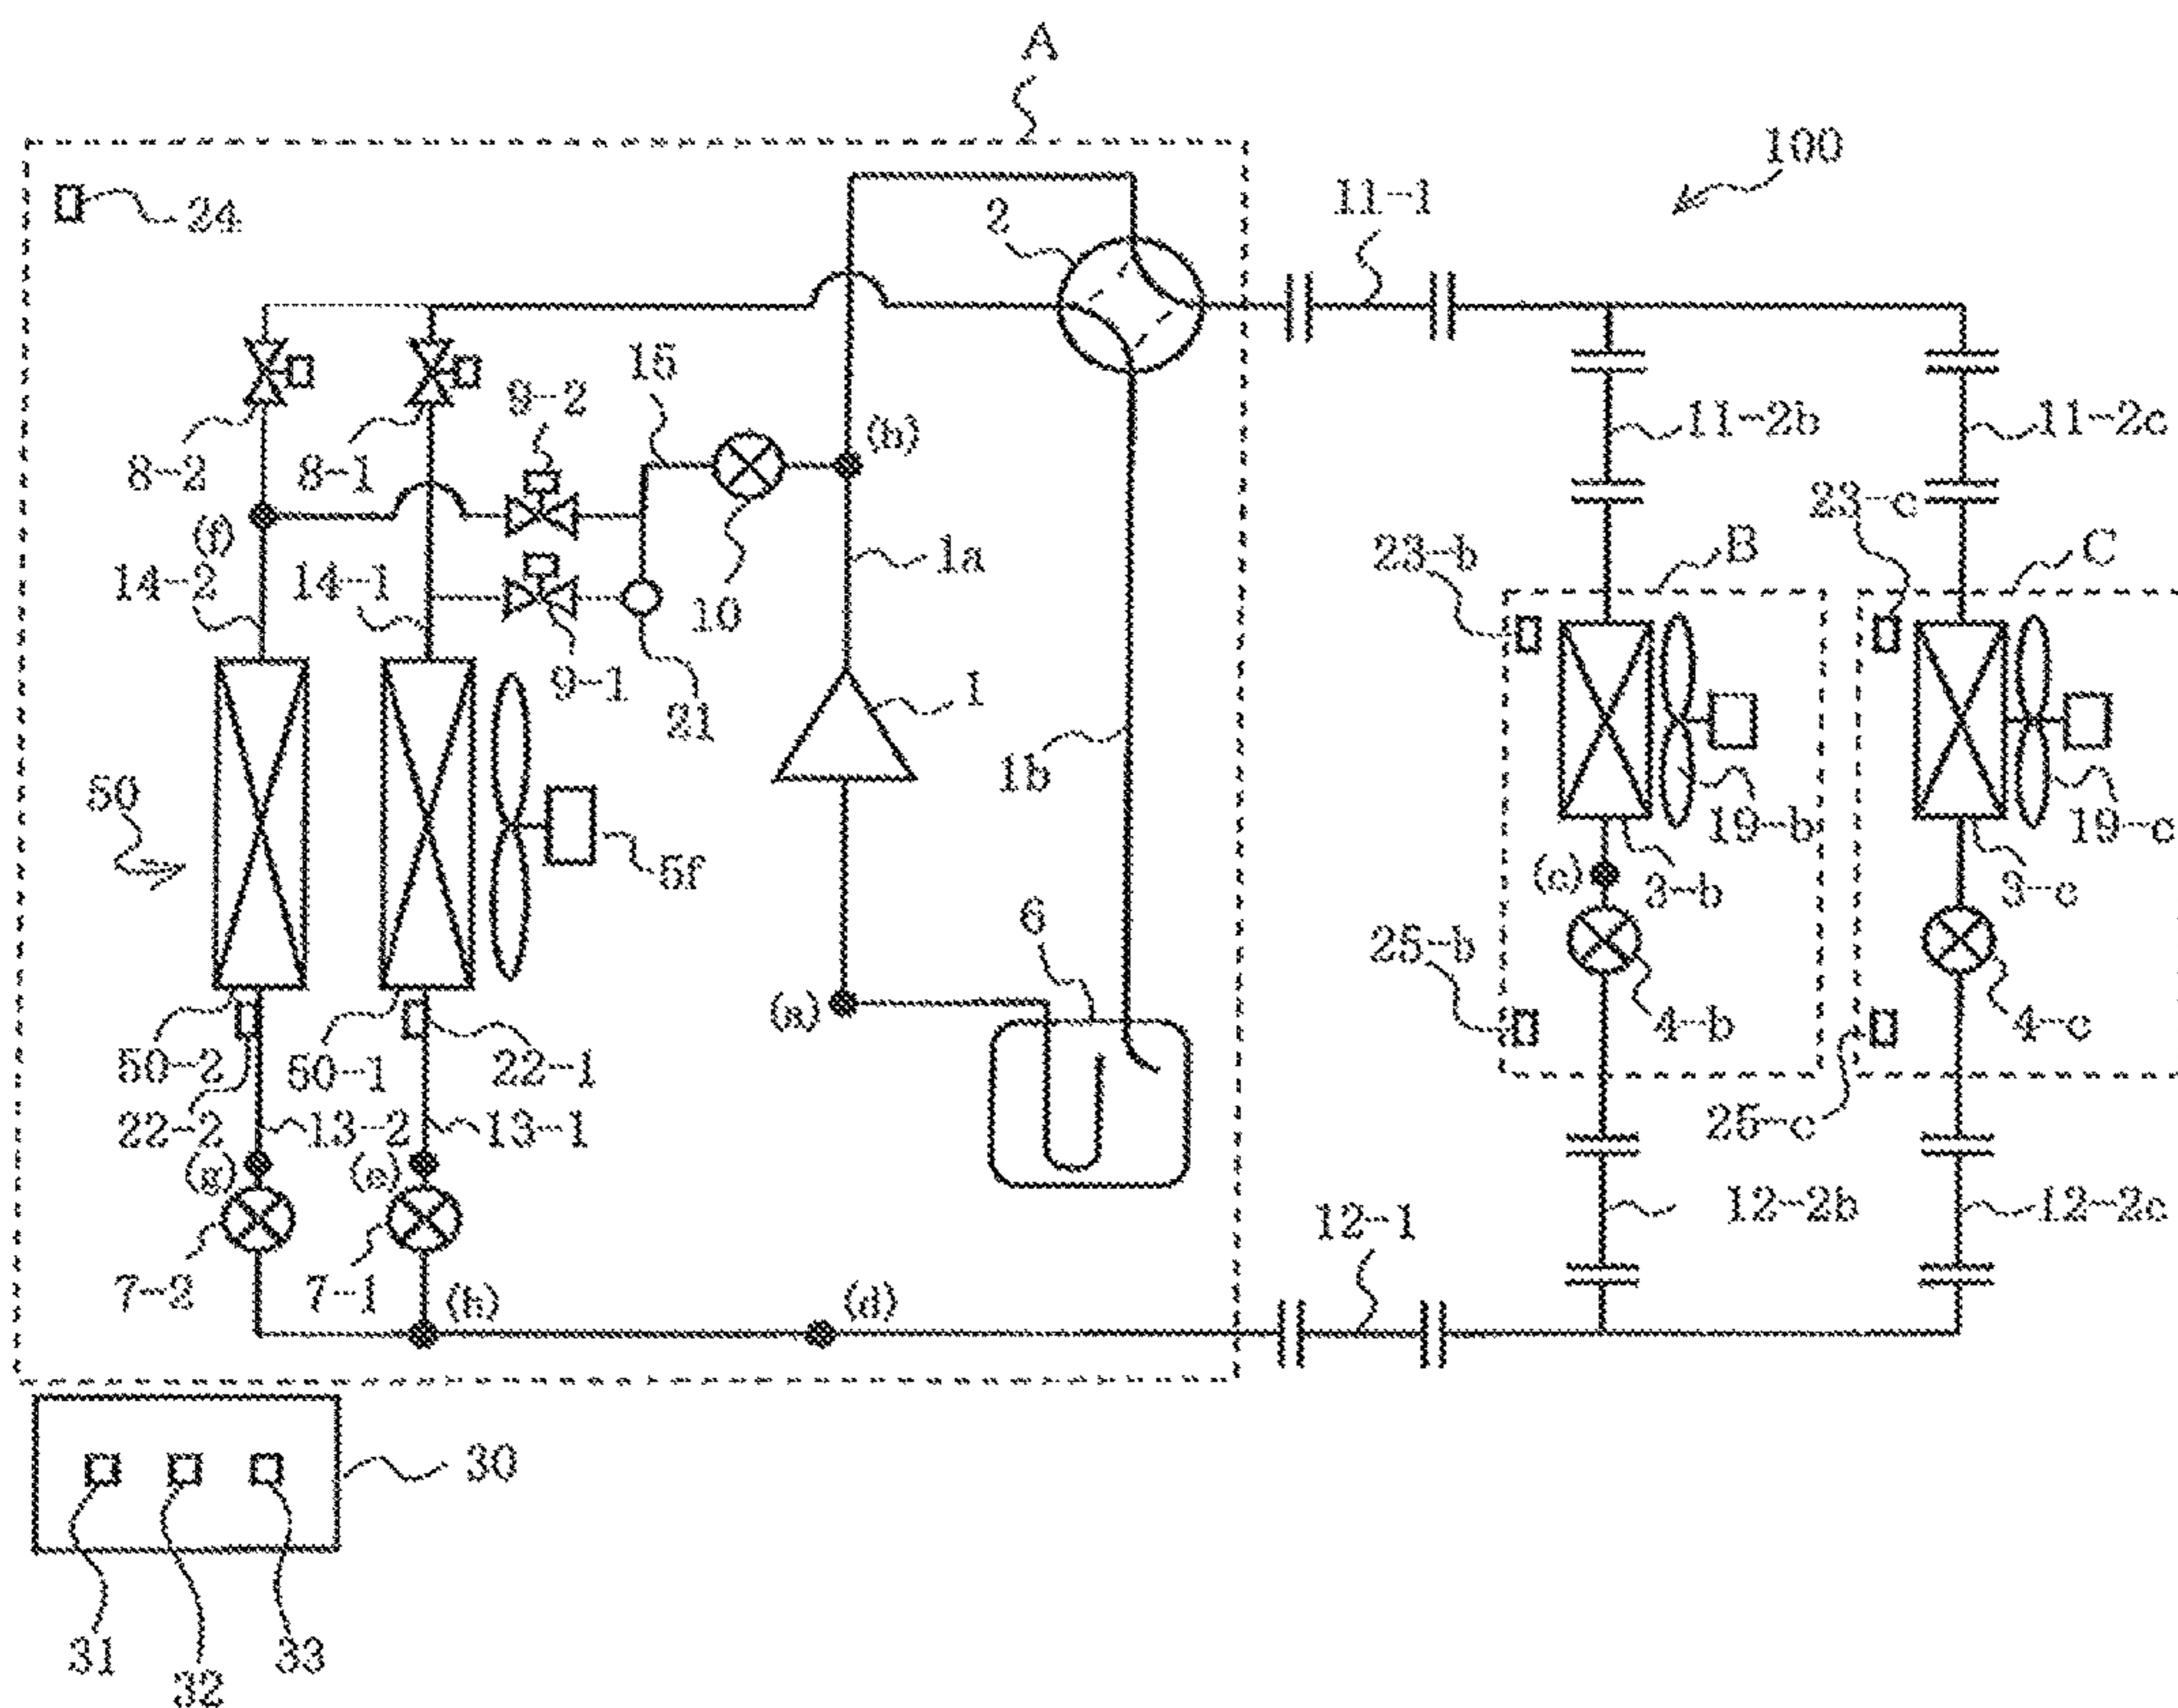 A
100
24
2
11-1
15
9-2
(b)
11-2b
11-2c
8-2
8-1
23-c
(f)
1a
23-b
B
C
14-2
14-1
10
9-1
21
1
1b
50
5f
19-b
19-c
(c)
3-b
3-c
6
25-b
(a)
4-b
4-c
50-2
50-1
22-1
22-2
13-2
13-1
25-c
(g)
(e)
12-1
12-2b
12-2c
7-2
7-1
(h)
(d)
30
31
32
33